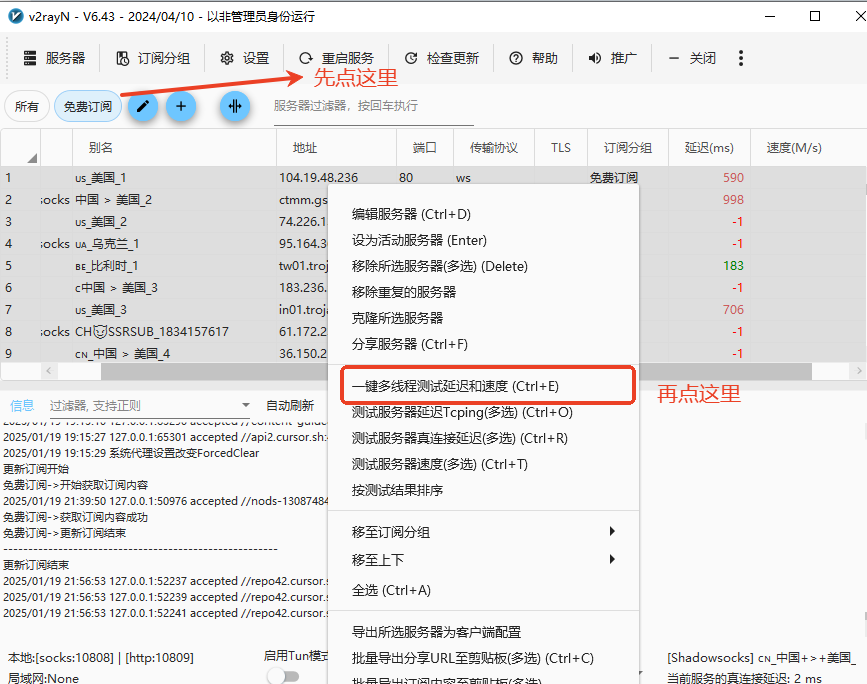 v2rayN - V6.43 - 2024/04/10 - 以非管理员身份运行
服务器 订阅分组 设置 重启服务 检查更新 帮助 推广 关闭
先点这里
所有 免费订阅 服务器过滤器，按回车执行
别名 地址 端口 传输协议 TLS 订阅分组 延迟(ms) 速度(M/s)
1 us_美国_1 104.19.48.236 80 ws 免费订阅 590
2 socks 中国 > 美国_2 ctmm.gs 998
3 us_美国_2 74.226.1 -1
4 socks UA_乌克兰_1 95.164.3 -1
5 BE_比利时_1 tw01.troj 183
6 c中国 > 美国_3 183.236. -1
7 us_美国_3 in01.troja 706
8 socks CH🐱SSRSUB_1834157617 61.172.2 -1
9 CN_中国 > 美国_4 36.150.2 -1
编辑服务器 (Ctrl+D)
设为活动服务器 (Enter)
移除所选服务器(多选) (Delete)
移除重复的服务器
克隆所选服务器
分享服务器 (Ctrl+F)
一键多线程测试延迟和速度 (Ctrl+E)
再点这里
测试服务器延迟Tcping(多选) (Ctrl+O)
测试服务器真连接延迟(多选) (Ctrl+R)
测试服务器速度(多选) (Ctrl+T)
按测试结果排序
移至订阅分组
移至上下
全选 (Ctrl+A)
导出所选服务器为客户端配置
批量导出分享URL至剪贴板(多选) (Ctrl+C)
批量导出订阅内容至剪贴板(多选)
信息 过滤器, 支持正则 自动刷新
2025/01/19 19:15:27 127.0.0.1:65301 accepted //api2.cursor.sh:
2025/01/19 19:15:29 系统代理设置改变ForcedClear
更新订阅开始
免费订阅->开始获取订阅内容
2025/01/19 21:39:50 127.0.0.1:50976 accepted //nods-13087484
免费订阅->获取订阅内容成功
免费订阅->更新订阅结束
-------------------------------------------------------
更新订阅结束
2025/01/19 21:56:53 127.0.0.1:52237 accepted //repo42.cursor.s
2025/01/19 21:56:53 127.0.0.1:52239 accepted //repo42.cursor.s
2025/01/19 21:56:53 127.0.0.1:52241 accepted //repo42.cursor.s
本地:[socks:10808] | [http:10809] 启用Tun模式 [Shadowsocks] CN_中国+>+美国_
局域网:None 当前服务的真连接延迟: 2 ms